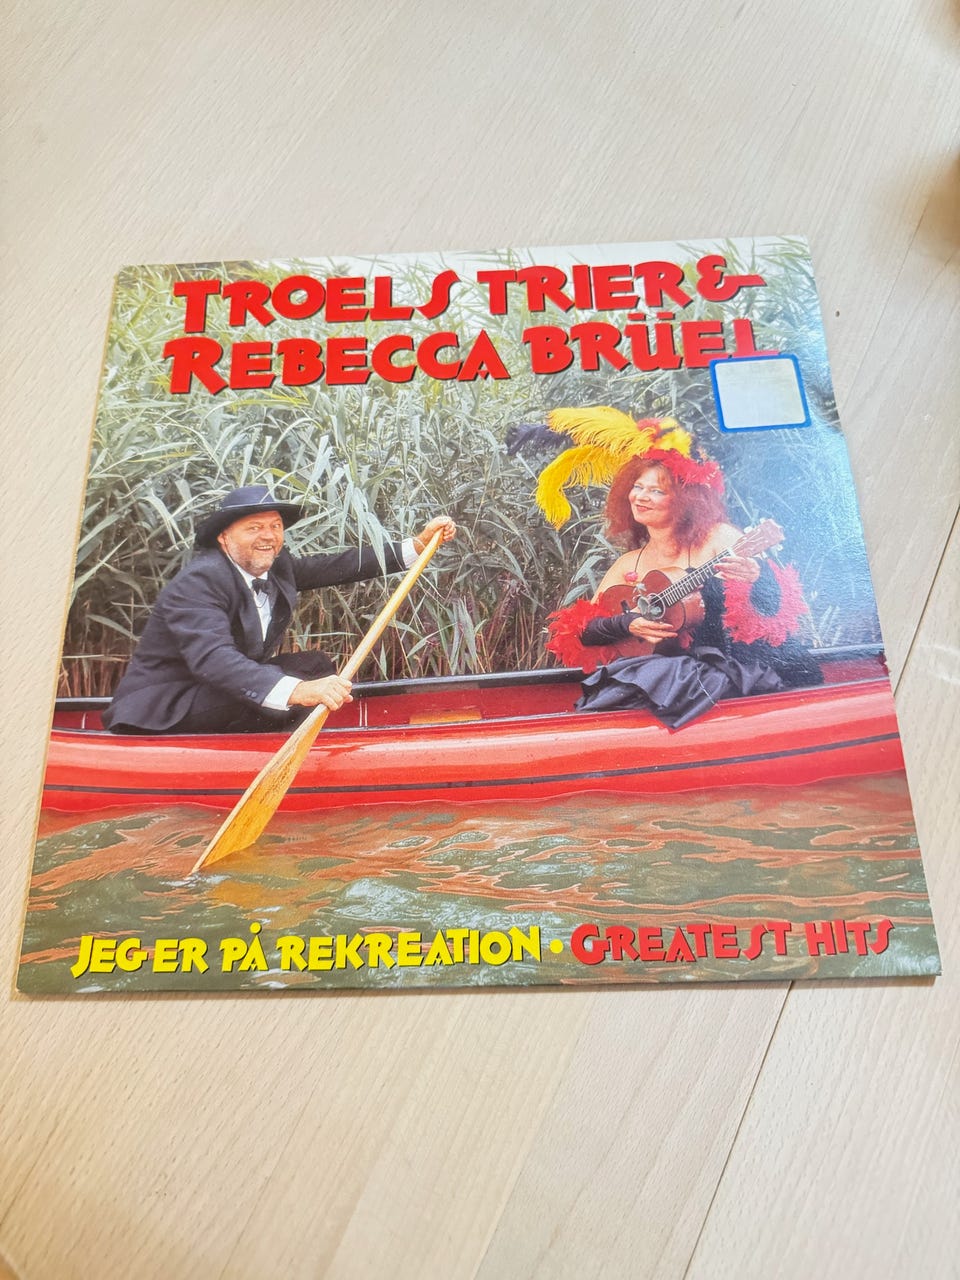 TROELS TRIER &
REBECCA BRÜEL
JEG ER PÅ REKREATION • GREATEST HITS